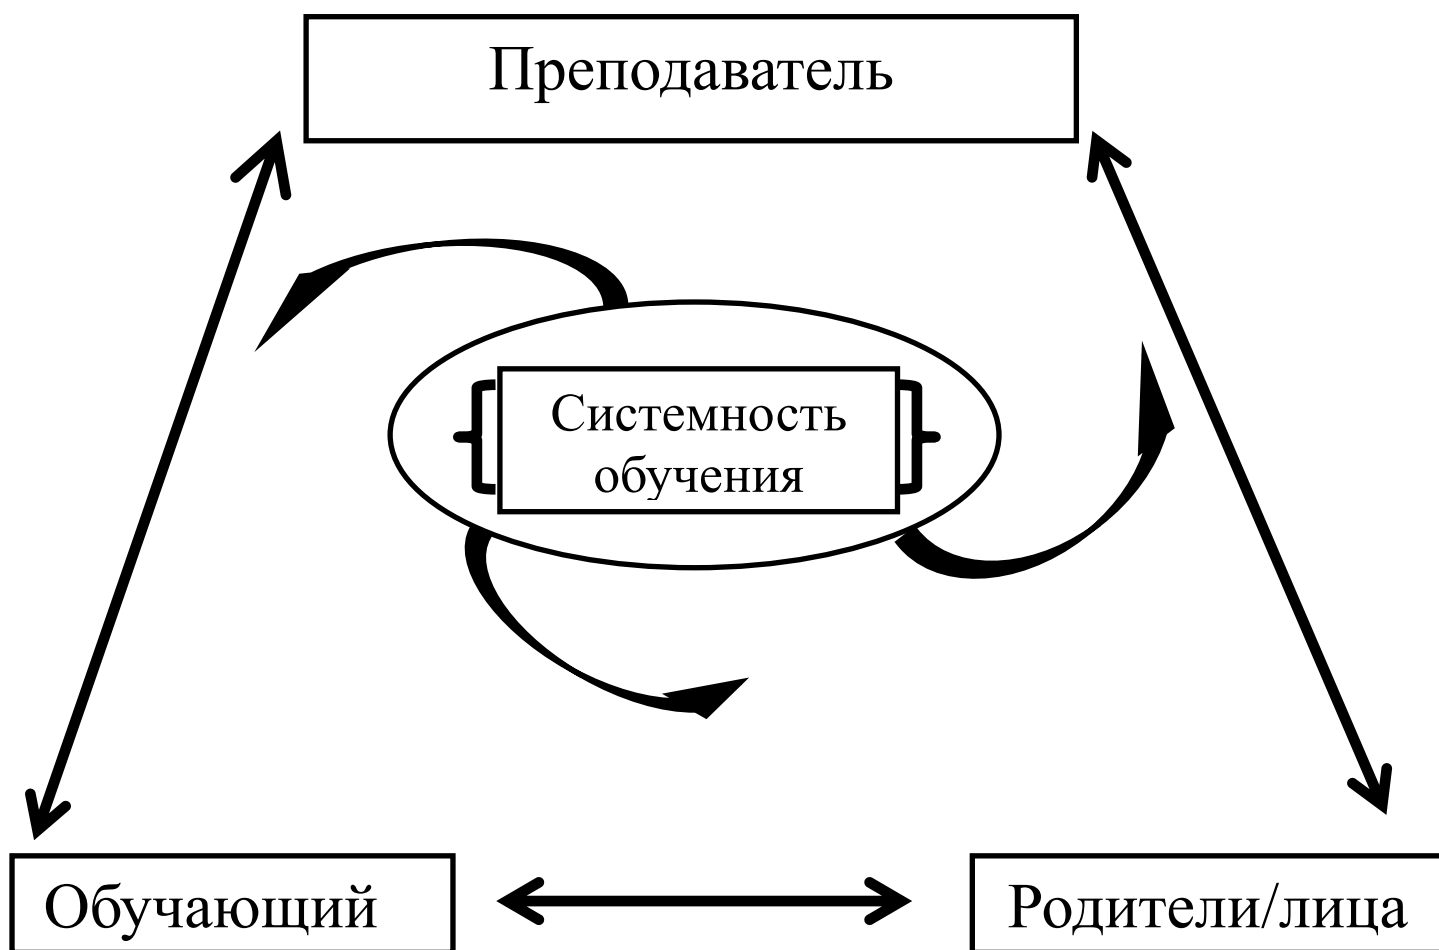 Преподаватель
Системность
обучения
Обучающий
Родители/лица